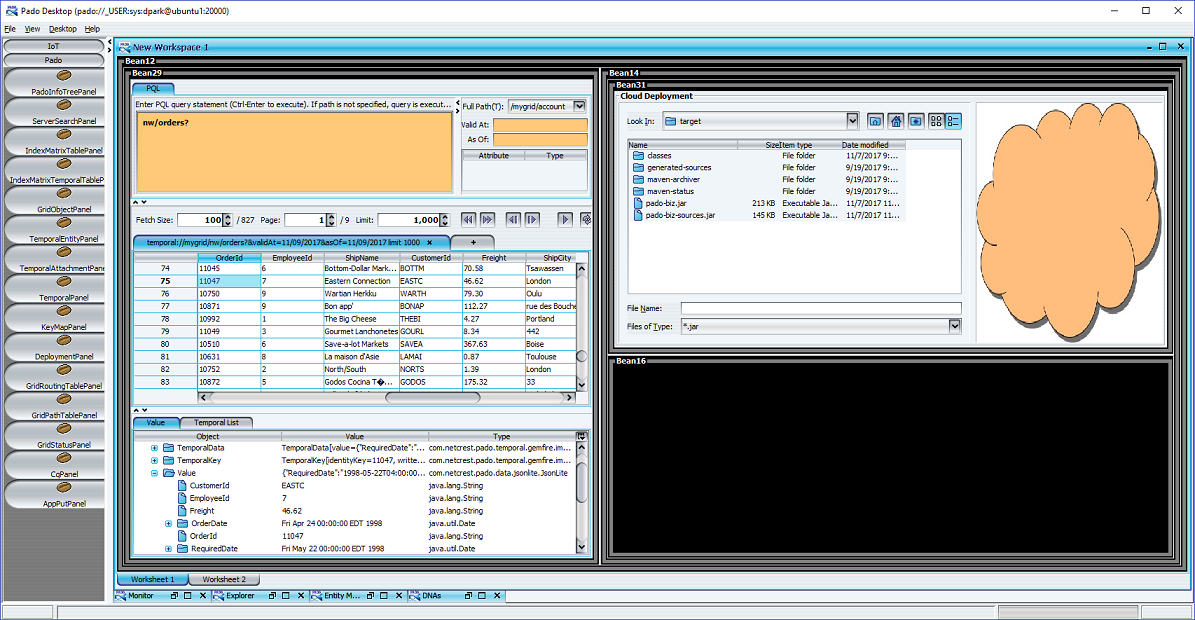 Pado Desktop (pado://_USER:sys:dpark@ubuntu1:20000)
File View Desktop Help
IoT
Pado
PadoInfoTreePanel
ServerSearchPanel
IndexMatrixTablePanel
IndexMatrixTemporalTableP
GridObjectPanel
TemporalEntityPanel
TemporalAttachmentPane
TemporalPanel
KeyMapPanel
DeploymentPanel
GridRoutingTablePanel
GridPathTablePanel
GridStatusPanel
CqPanel
AppPutPanel
New Workspace 1
Bean12
Bean29
PQL
Enter PQL query statement (Ctrl-Enter to execute). If path is not specified, query is execut...
nw/orders?
Full Path(T): /mygrid/account
Valid At:
As Of:
Attribute Type
Fetch Size: 100 / 827 Page: 1 / 9 Limit: 1,000
temporal://mygrid/nw/orders?&validAt=11/09/2017&asOf=11/09/2017 limit 1000 × +
OrderId EmployeeId ShipName CustomerId Freight ShipCity
74 11045 6 Bottom-Dollar Mark... BOTTM 70.58 Tsawassen
75 11047 7 Eastern Connection EASTC 46.62 London
76 10750 9 Wartian Herkku WARTH 79.30 Oulu
77 10871 9 Bon app' BONAP 112.27 rue des Bouche
78 10992 1 The Big Cheese THEBI 4.27 Portland
79 11049 3 Gourmet Lanchonetes GOURL 8.34 442
80 10510 6 Save-a-lot Markets SAVEA 367.63 Boise
81 10631 8 La maison d'Asie LAMAI 0.87 Toulouse
82 10752 2 North/South NORTS 1.39 London
83 10872 5 Godos Cocina T�... GODOS 175.32 33
Value Temporal List
Object Value Type
TemporalData TemporalData[value={"RequiredDate":"... com.netcrest.pado.temporal.gemfire.im...
TemporalKey TemporalKey[identityKey=11047, writte... com.netcrest.pado.temporal.gemfire.im...
Value {"RequiredDate":"1998-05-22T04:00:00... com.netcrest.pado.data.jsonlite.JsonLite
CustomerId EASTC java.lang.String
EmployeeId 7 java.lang.String
Freight 46.62 java.lang.String
OrderDate Fri Apr 24 00:00:00 EDT 1998 java.util.Date
OrderId 11047 java.lang.String
RequiredDate Fri May 22 00:00:00 EDT 1998 java.util.Date
Bean14
Bean31
Cloud Deployment
Look In: target
Name Size Item type Date modified
classes File folder 11/7/2017 9:...
generated-sources File folder 9/19/2017 9:...
maven-archiver File folder 9/19/2017 9:...
maven-status File folder 9/19/2017 9:...
pado-biz.jar 213 KB Executable Ja... 11/7/2017 11...
pado-biz-sources.jar 145 KB Executable Ja... 11/7/2017 11...
File Name:
Files of Type: *.jar
Bean16
Worksheet 1 Worksheet 2
Monitor Explorer Entity M... DNAs